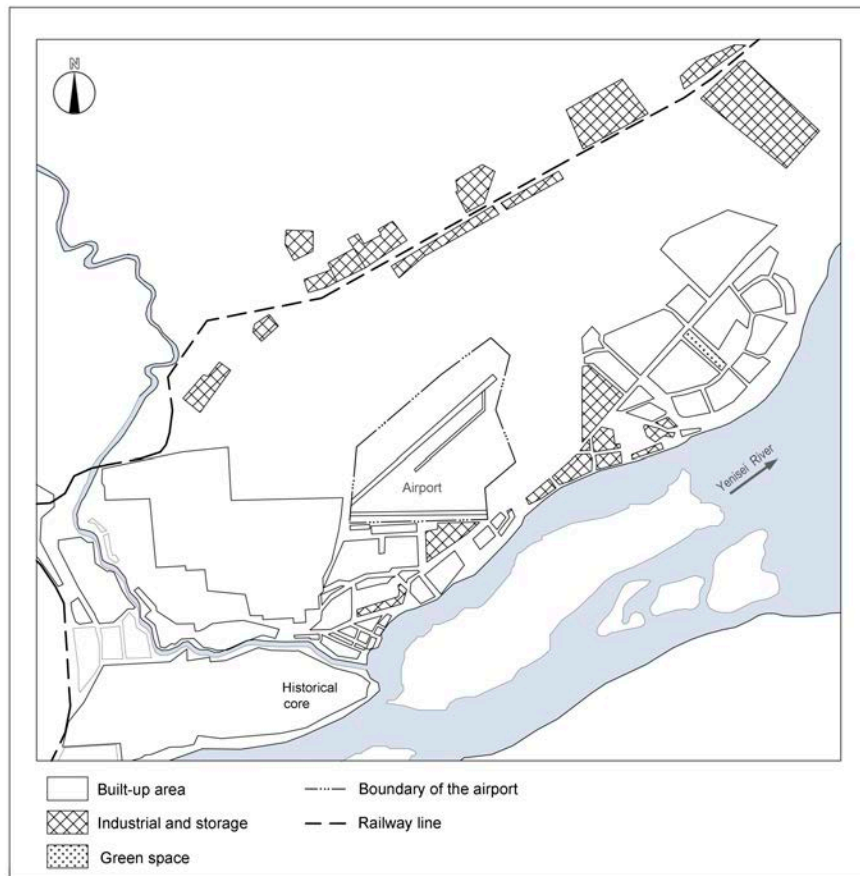 N
Airport
Yenisei River
Historical
core
Built-up area
Industrial and storage
Green space
Boundary of the airport
Railway line